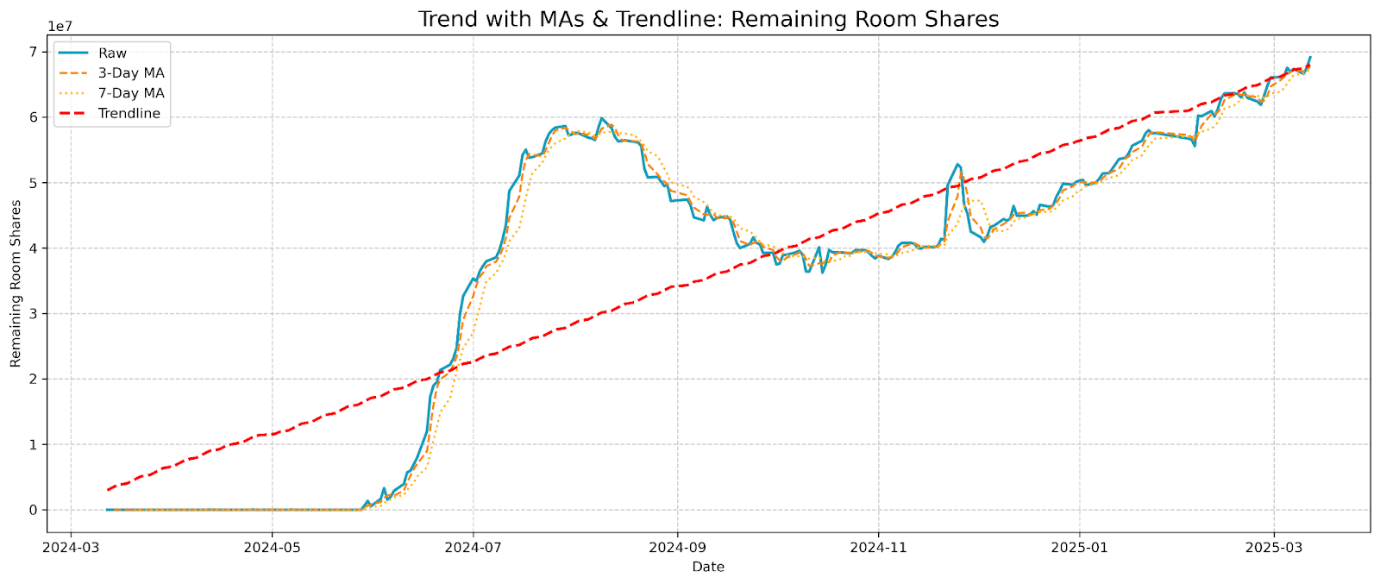 Trend with MAs & Trendline: Remaining Room Shares
1e7
Raw
3-Day MA
7-Day MA
Trendline
7
6
5
4
3
2
1
0
Remaining Room Shares
2024-03 2024-05 2024-07 2024-09 2024-11 2025-01 2025-03
Date